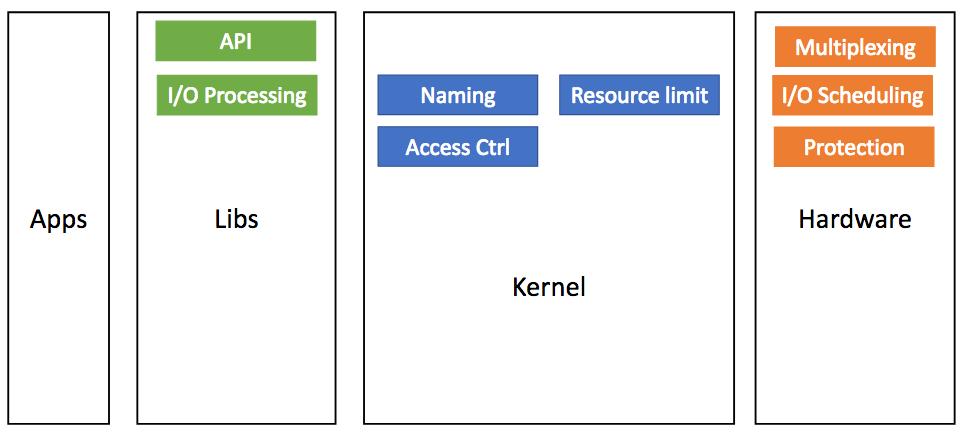 API
I/O Processing
Naming
Resource limit
Access Ctrl
Multiplexing
I/O Scheduling
Protection
Apps
Libs
Kernel
Hardware